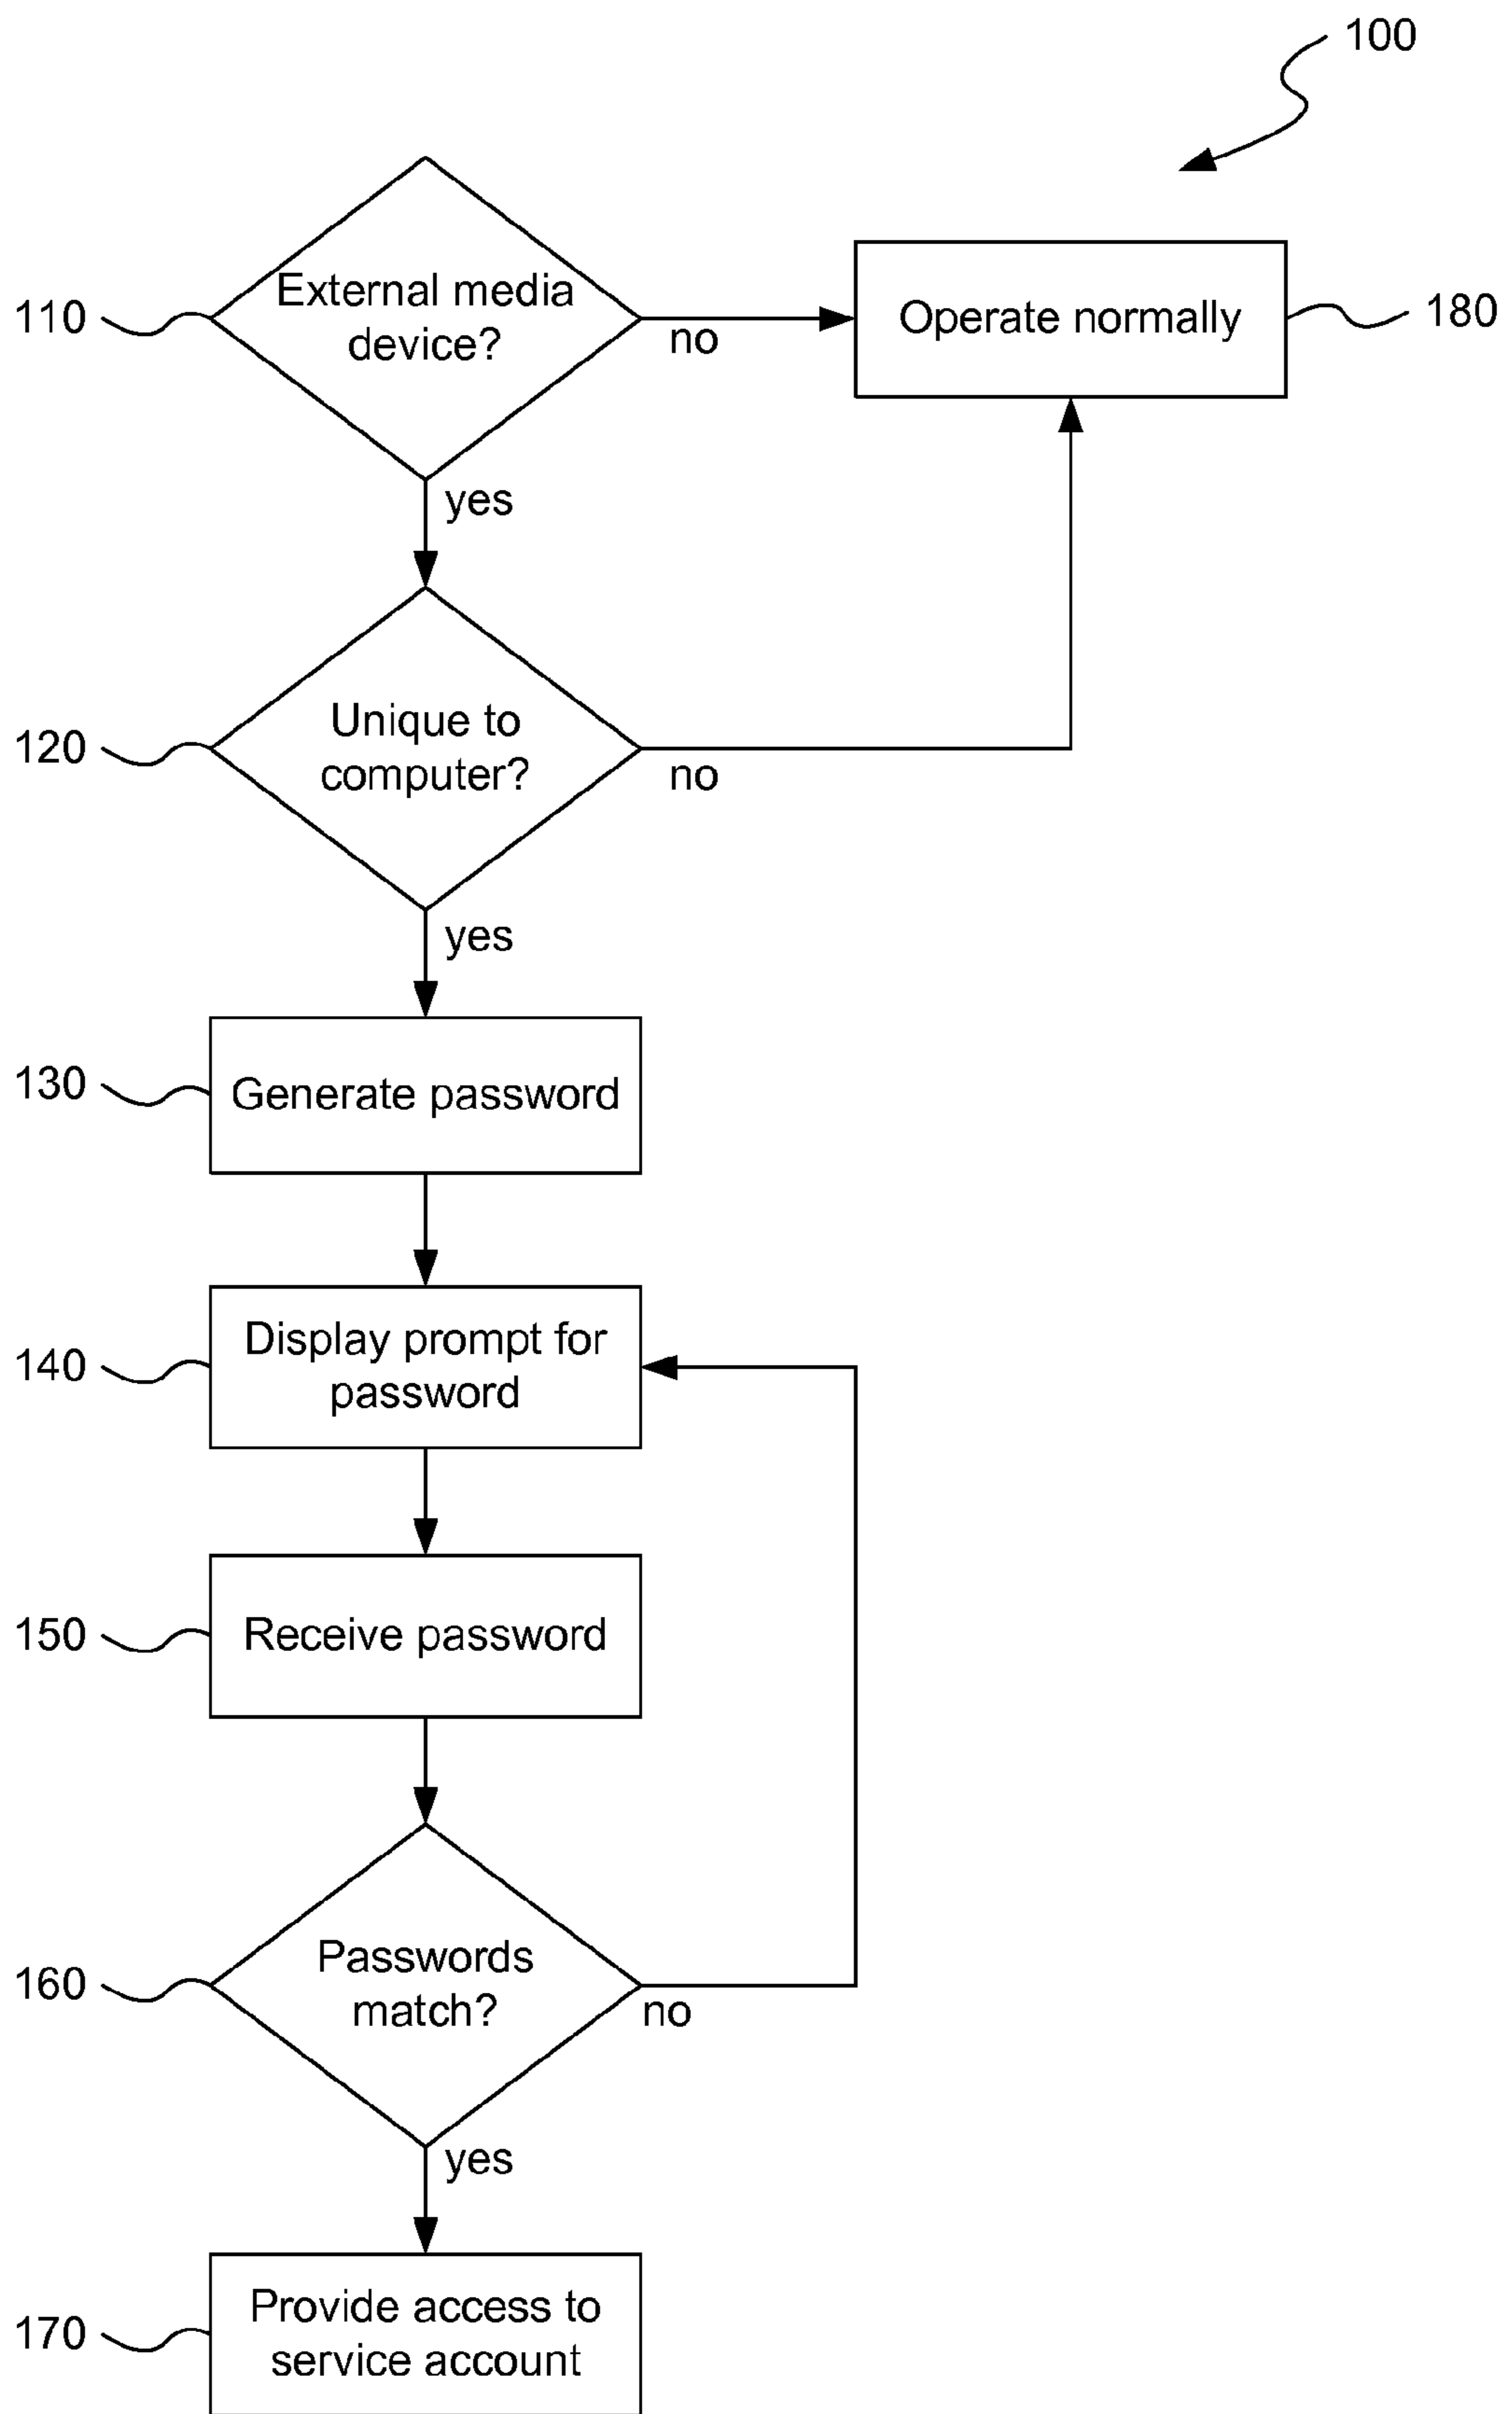 100
External media
device?
110
no
Operate normally
180
yes
Unique to
computer?
120
no
yes
130
Generate password
Display prompt for
password
140
150
Receive password
Passwords
match?
160
no
yes
Provide access to
service account
170